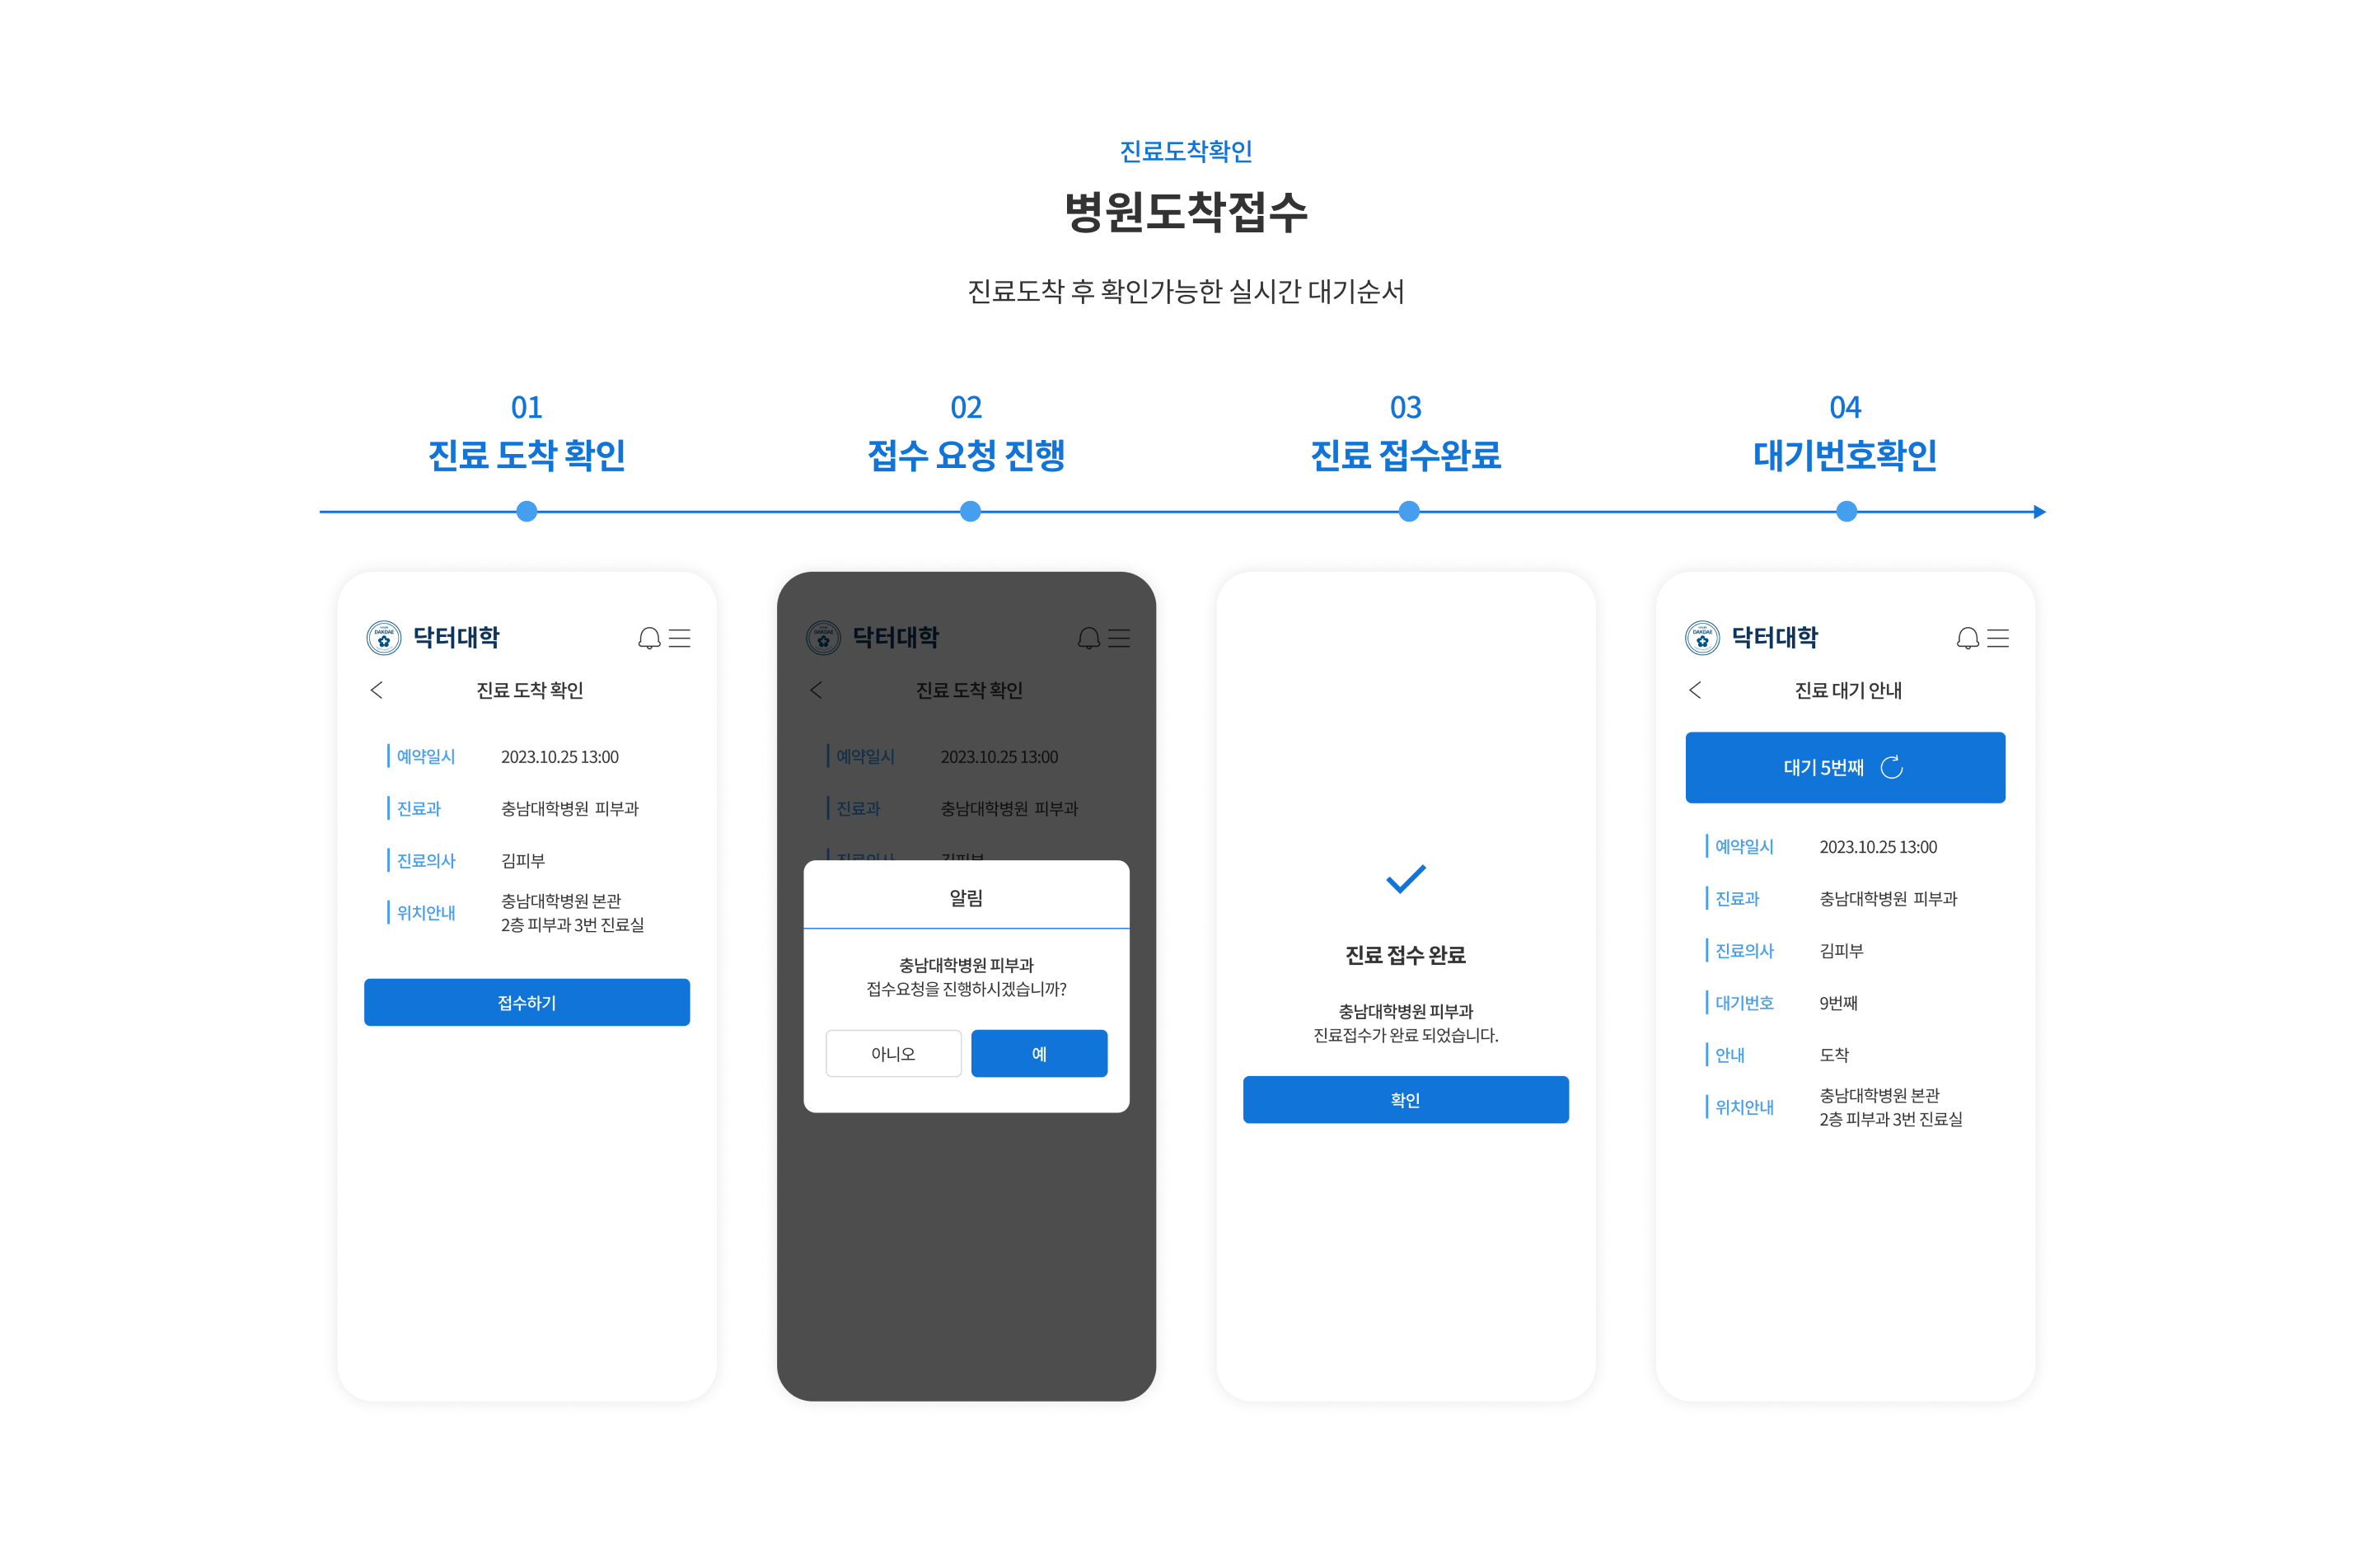 진료도착확인
병원도착접수
진료도착 후 확인가능한 실시간 대기순서
01
진료 도착 확인
02
접수 요청 진행
03
진료 접수완료
04
대기번호확인
DAKDAE
닥터대학
진료 도착 확인
예약일시 2023.10.25 13:00
진료과 충남대학병원 피부과
진료의사 김피부
위치안내 충남대학병원 본관
2층 피부과 3번 진료실
접수하기
DAKDAE
닥터대학
진료 도착 확인
예약일시 2023.10.25 13:00
진료과 충남대학병원 피부과
진료의사 김피부
알림
충남대학병원 피부과
접수요청을 진행하시겠습니까?
아니오 예
진료 접수 완료
충남대학병원 피부과
진료접수가 완료 되었습니다.
확인
DAKDAE
닥터대학
진료 대기 안내
대기 5번째
예약일시 2023.10.25 13:00
진료과 충남대학병원 피부과
진료의사 김피부
대기번호 9번째
안내 도착
위치안내 충남대학병원 본관
2층 피부과 3번 진료실